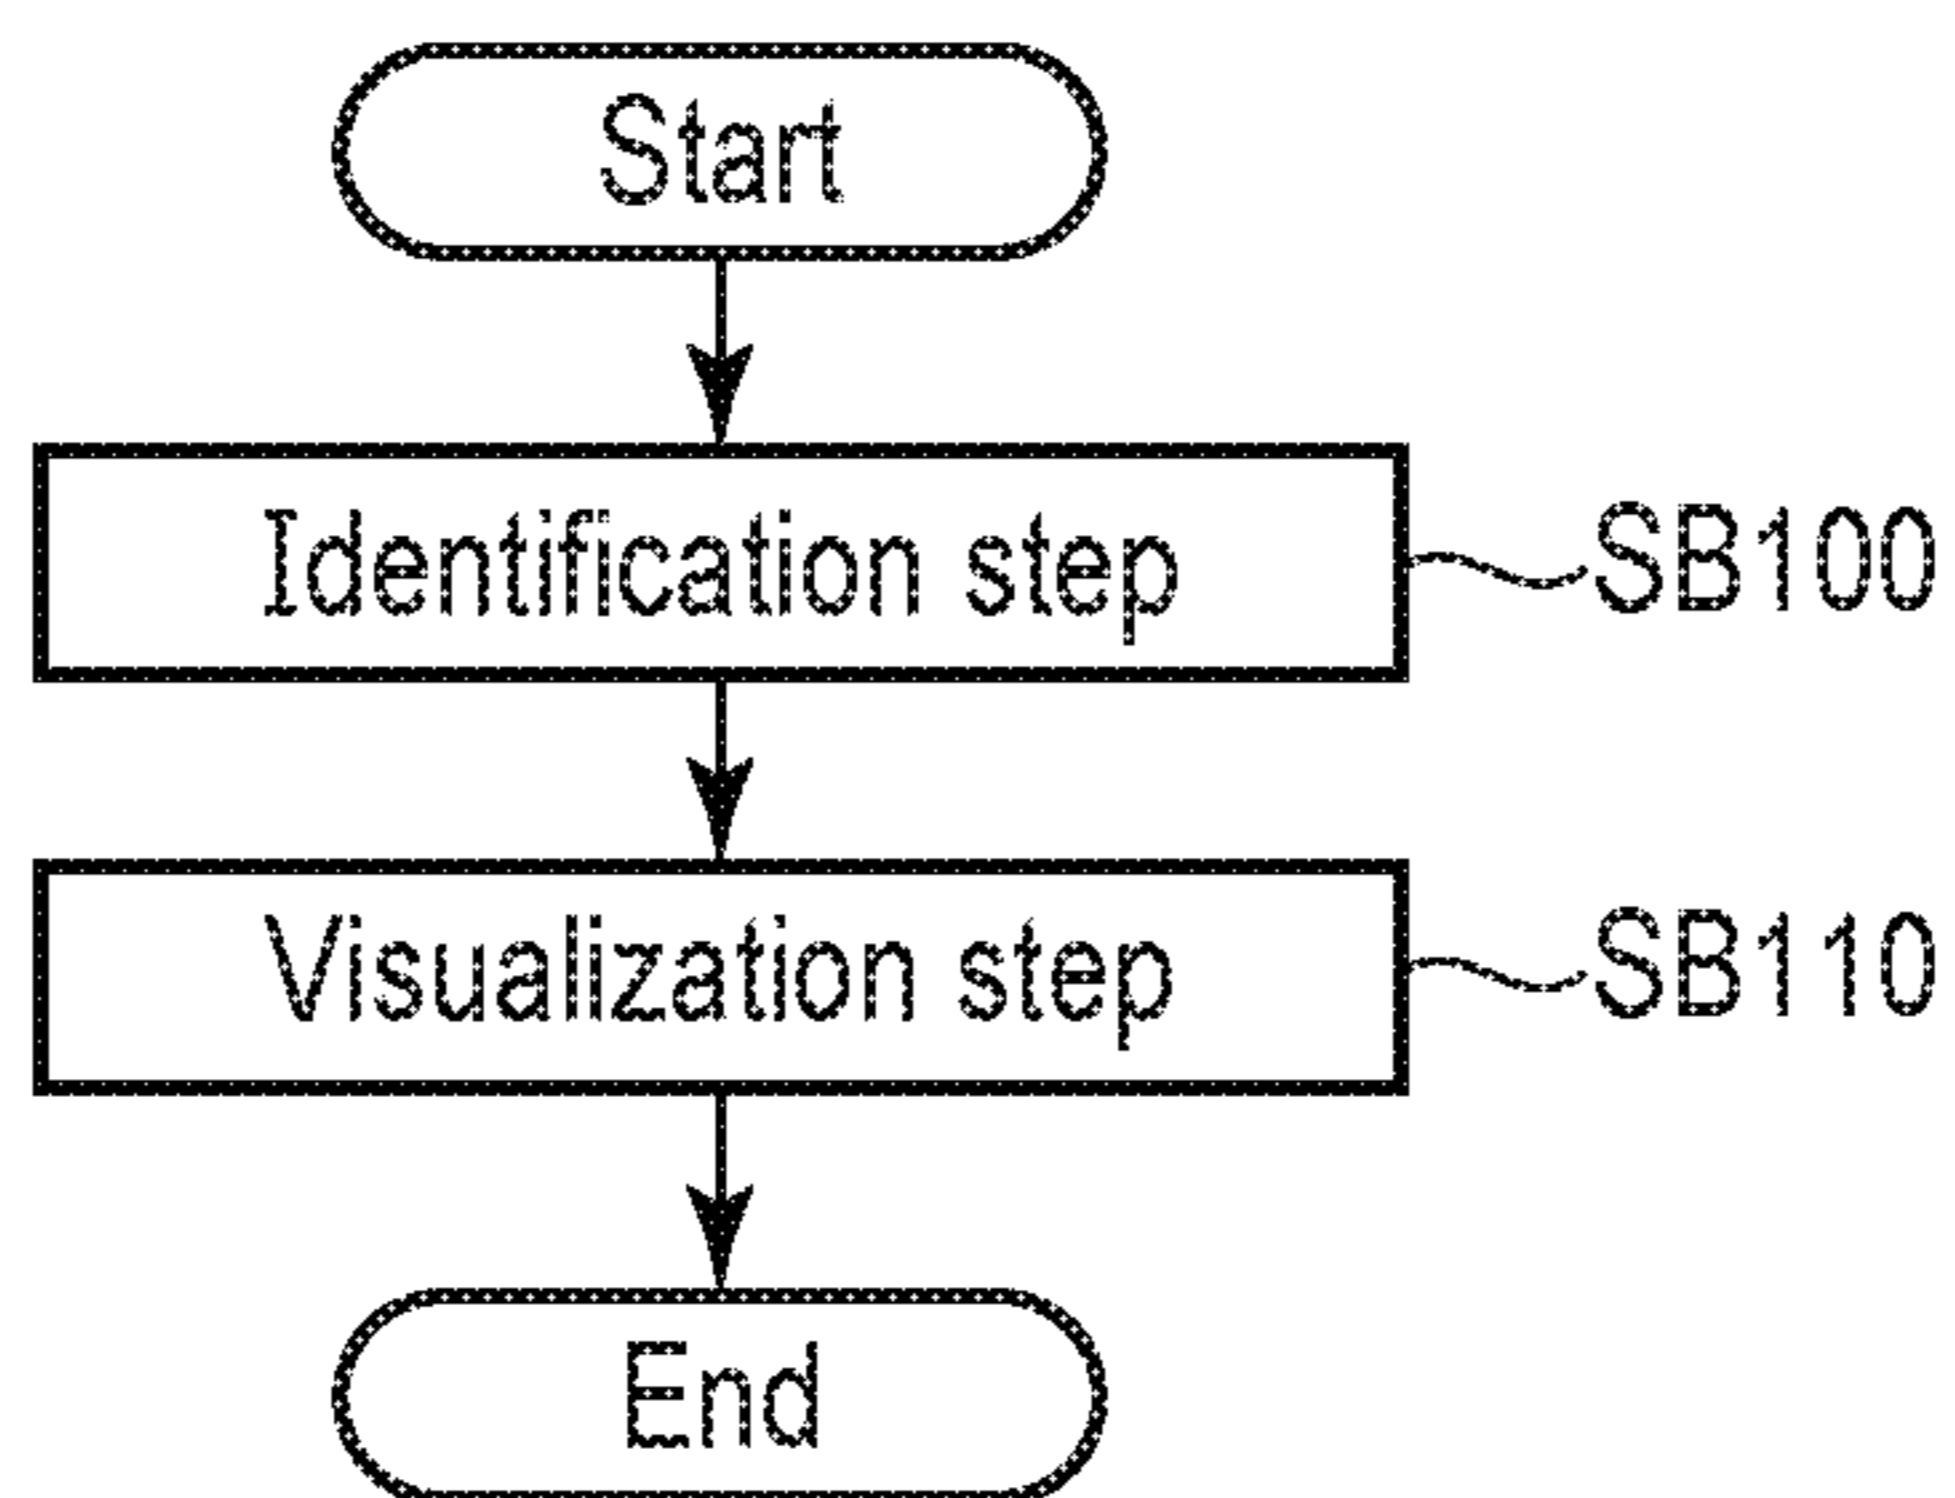 Start
Identification step
SB100
Visualization step
SB110
End